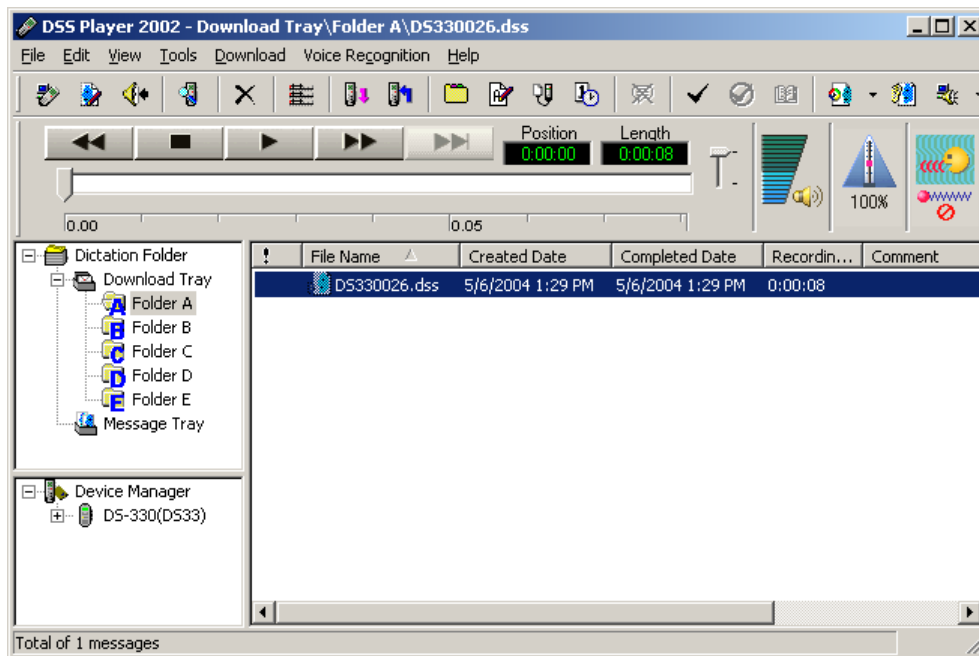 DSS Player 2002 - Download Tray\Folder A\DS330026.dss
File Edit View Tools Download Voice Recognition Help
Position Length
0:00:00 0:00:08
100%
0.00 0.05
Dictation Folder
Download Tray
Folder A
Folder B
Folder C
Folder D
Folder E
Message Tray
! File Name Created Date Completed Date Recordin... Comment
DS330026.dss 5/6/2004 1:29 PM 5/6/2004 1:29 PM 0:00:08
Device Manager
DS-330(DS33)
Total of 1 messages